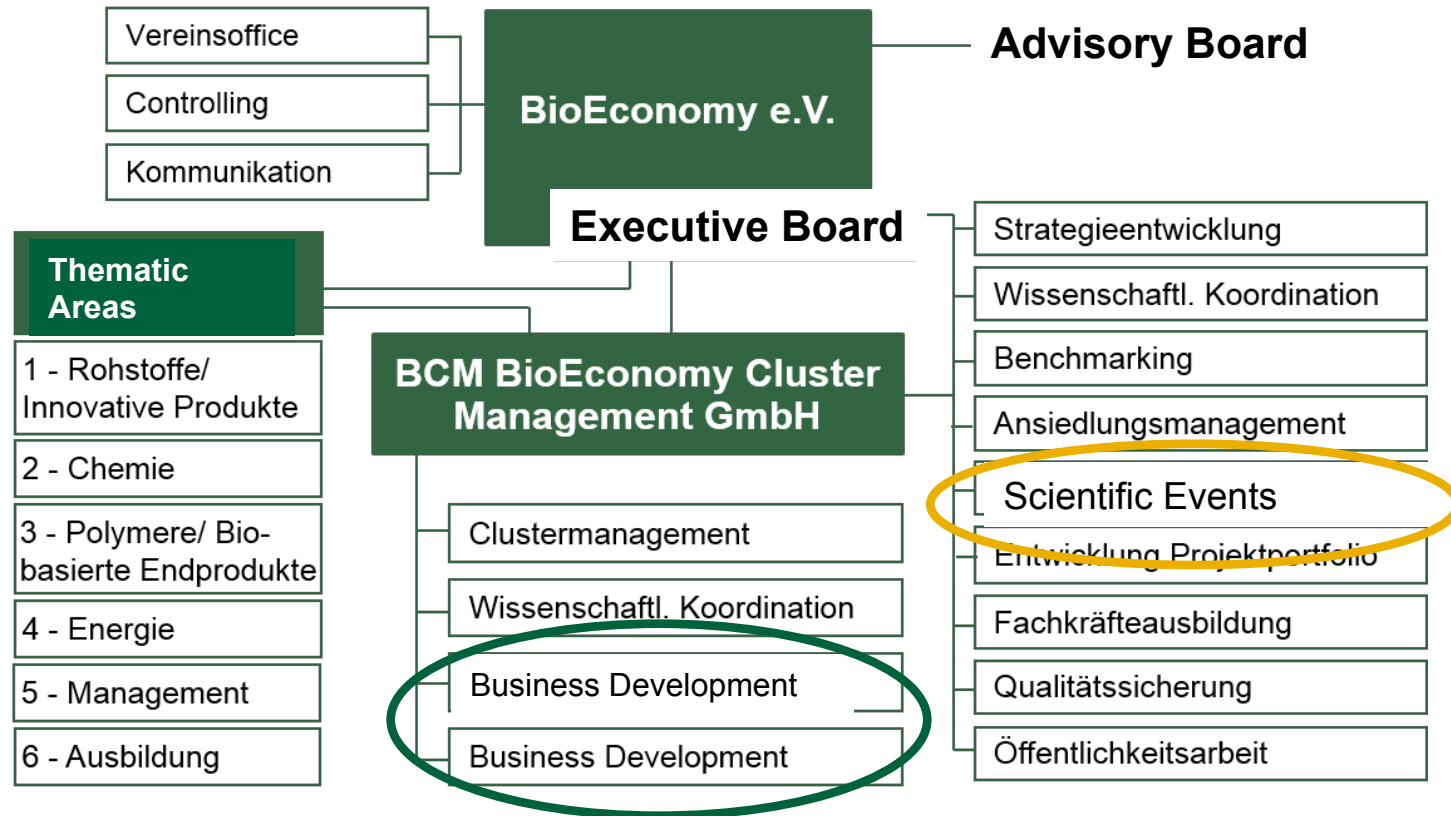 Vereinsoffice
Controlling
Kommunikation
BioEconomy e.V.
Advisory Board
Executive Board
Thematic
Areas
1 - Rohstoffe/
Innovative Produkte
2 - Chemie
3 - Polymere/ Bio-
basierte Endprodukte
4 - Energie
5 - Management
6 - Ausbildung
BCM BioEconomy Cluster
Management GmbH
Clustermanagement
Wissenschaftl. Koordination
Business Development
Business Development
Strategieentwicklung
Wissenschaftl. Koordination
Benchmarking
Ansiedlungsmanagement
Scientific Events
Entwicklung Projektportfolio
Fachkräfteausbildung
Qualitätssicherung
Öffentlichkeitsarbeit